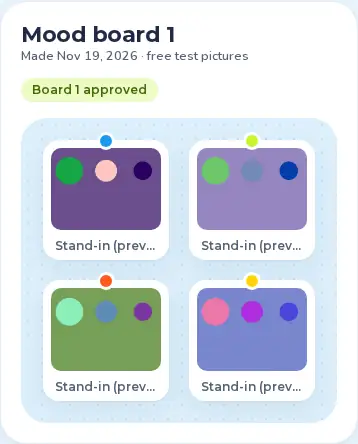 Mood board 1
Made Nov 19, 2026 · free test pictures
Board 1 approved
Stand-in (prev…
Stand-in (prev…
Stand-in (prev…
Stand-in (prev…